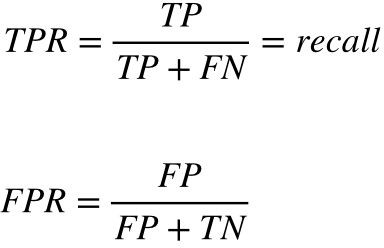 TPR = TP / (TP + FN) = recall
FPR = FP / (FP + TN)